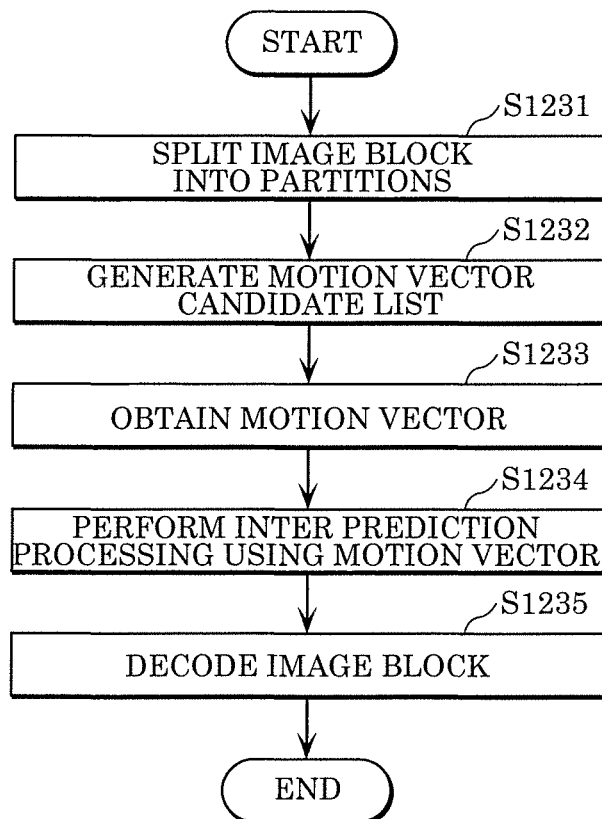 START
S1231
SPLIT IMAGE BLOCK
INTO PARTITIONS
S1232
GENERATE MOTION VECTOR
CANDIDATE LIST
S1233
OBTAIN MOTION VECTOR
S1234
PERFORM INTER PREDICTION
PROCESSING USING MOTION VECTOR
S1235
DECODE IMAGE BLOCK
END